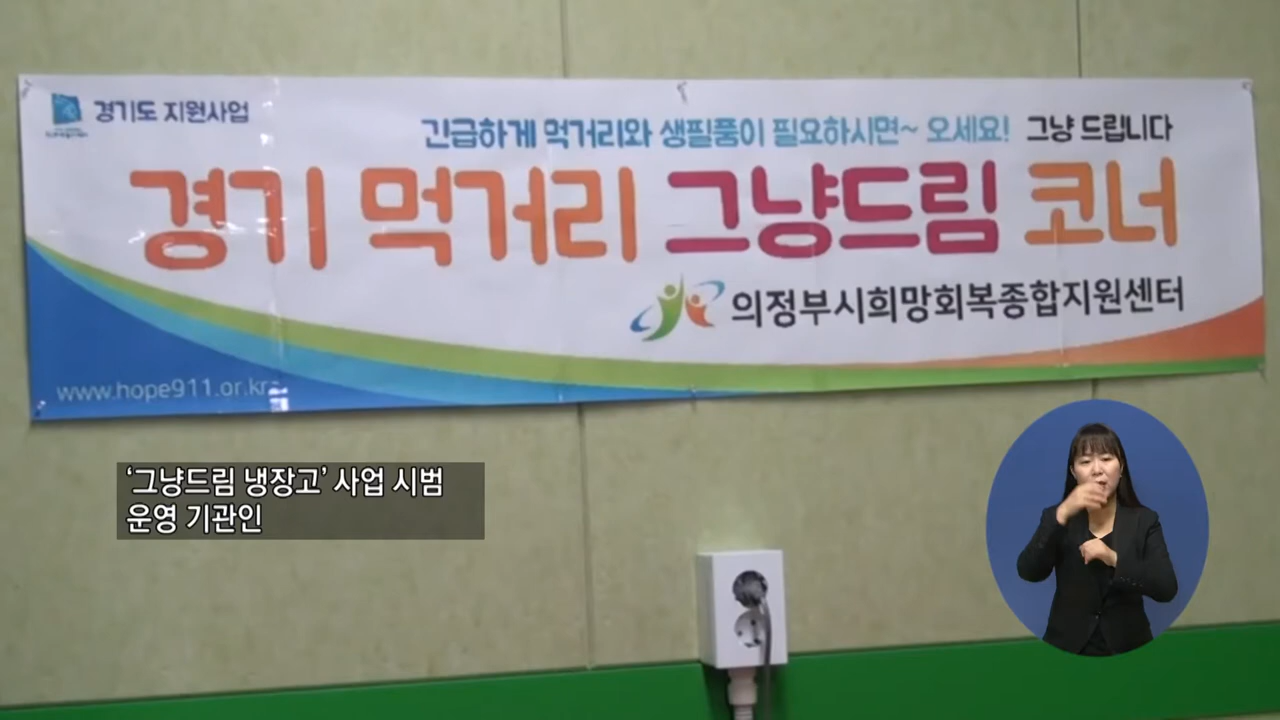 경기도 지원사업
긴급하게 먹거리와 생필품이 필요하시면~ 오세요! 그냥 드립니다
경기 먹거리 그냥드림 코너
의정부시희망회복종합지원센터
www.hope911.or.kr
‘그냥드림 냉장고’ 사업 시범
운영 기관인